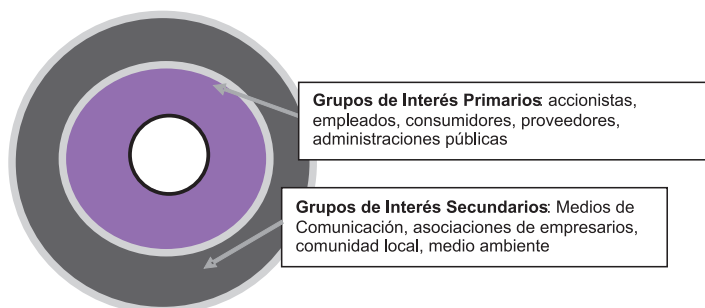 Grupos de Interés Primarios: accionistas,
empleados, consumidores, proveedores,
administraciones públicas
Grupos de Interés Secundarios: Medios de
Comunicación, asociaciones de empresarios,
comunidad local, medio ambiente